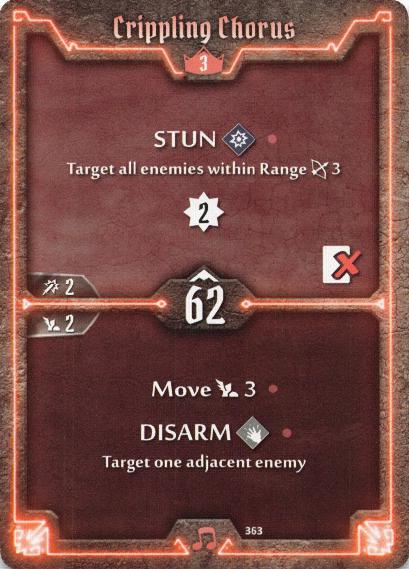 Crippling Chorus
3
STUN
Target all enemies within Range 3
2
2
62
2
Move 3
DISARM
Target one adjacent enemy
363